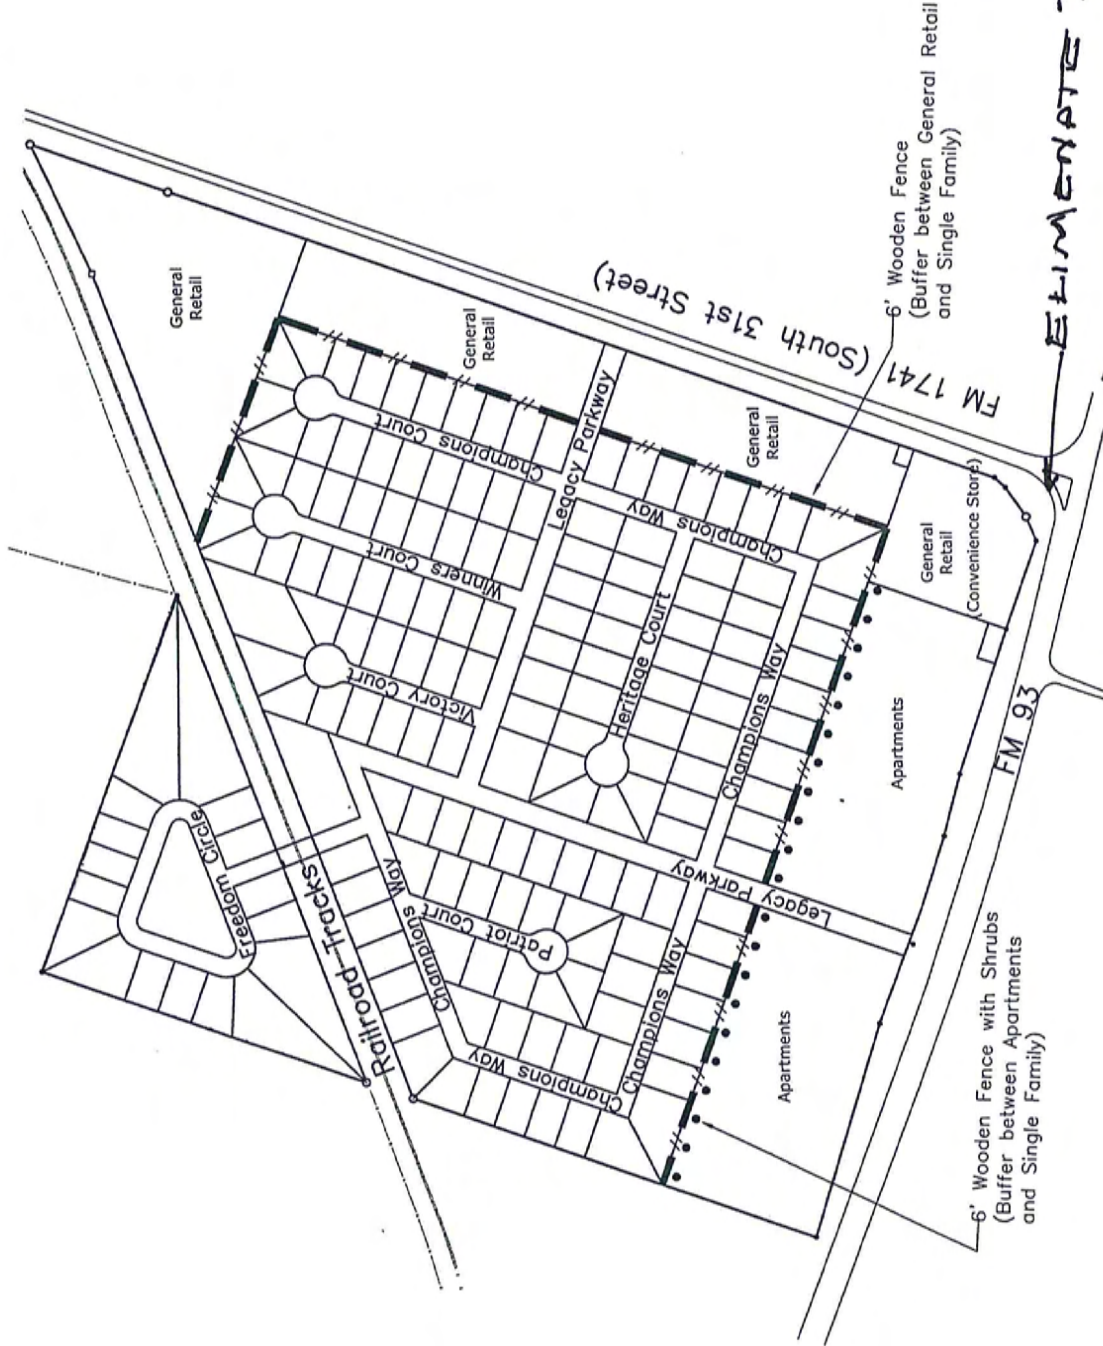 General
Retail
General
Retail
General
Retail
General
Retail
(Convenience Store)
Apartments
Apartments
FM 1741 (South 31st Street)
FM 93
Railroad Tracks
Freedom Circle
Champions Court
Winners Court
Victory Court
Legacy Parkway
Champions Way
Champions Way
Heritage Court
Champions Way
Legacy Parkway
Champions Way
Patriot Court
Champions Way
Champions Way
6' Wooden Fence
(Buffer between General Retail
and Single Family)
6' Wooden Fence with Shrubs
(Buffer between Apartments
and Single Family)
ELIMENATE